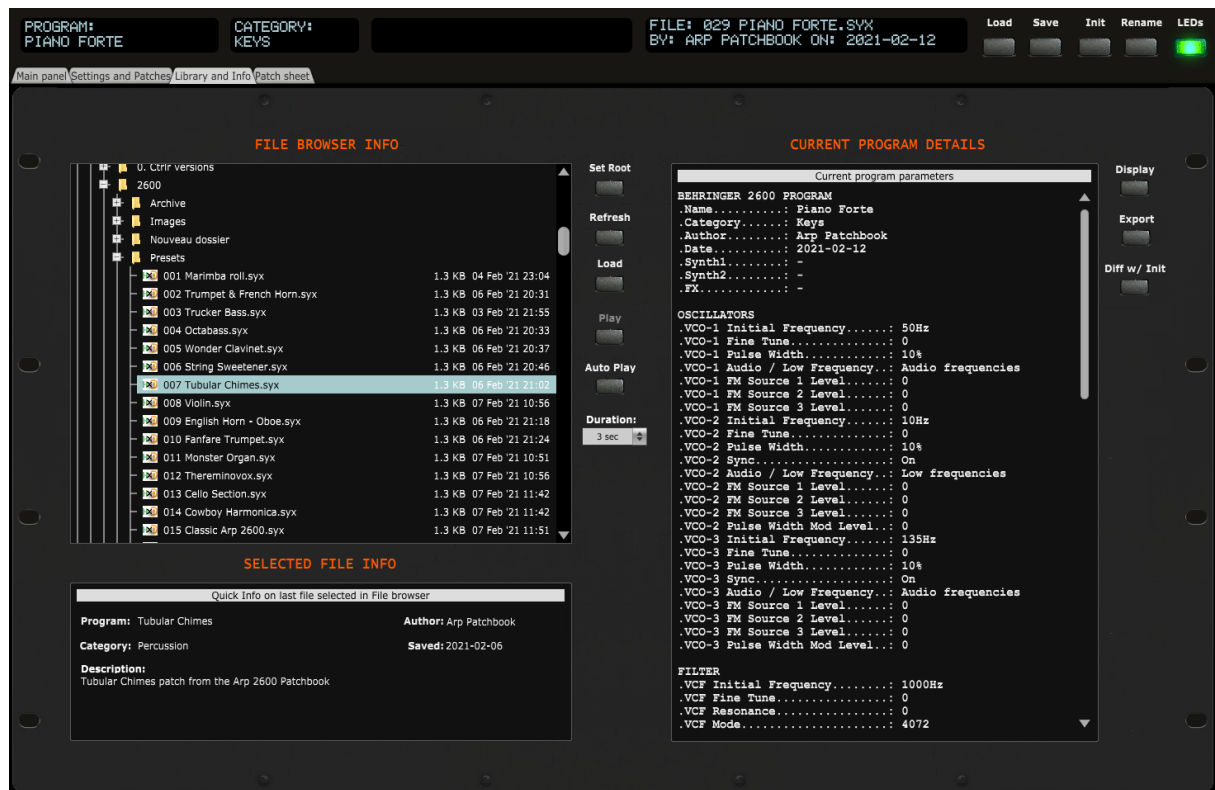 PROGRAM:
PIANO FORTE
CATEGORY:
KEYS
FILE: 029 PIANO FORTE.SYX
BY: ARP PATCHBOOK ON: 2021-02-12
Load Save Init Rename LEDs
Main panel Settings and Patches Library and Info Patch sheet
FILE BROWSER INFO
0. Ctrlr versions
2600
Archive
Images
Nouveau dossier
Presets
001 Marimba roll.syx 1.3 KB 04 Feb '21 23:04
002 Trumpet & French Horn.syx 1.3 KB 06 Feb '21 20:31
003 Trucker Bass.syx 1.3 KB 03 Feb '21 21:55
004 Octabass.syx 1.3 KB 06 Feb '21 20:33
005 Wonder Clavinet.syx 1.3 KB 06 Feb '21 20:37
006 String Sweetener.syx 1.3 KB 06 Feb '21 20:46
007 Tubular Chimes.syx 1.3 KB 06 Feb '21 21:02
008 Violin.syx 1.3 KB 07 Feb '21 10:56
009 English Horn - Oboe.syx 1.3 KB 06 Feb '21 21:18
010 Fanfare Trumpet.syx 1.3 KB 06 Feb '21 21:24
011 Monster Organ.syx 1.3 KB 07 Feb '21 10:51
012 Thereminovox.syx 1.3 KB 07 Feb '21 10:56
013 Cello Section.syx 1.3 KB 07 Feb '21 11:42
014 Cowboy Harmonica.syx 1.3 KB 07 Feb '21 11:42
015 Classic Arp 2600.syx 1.3 KB 07 Feb '21 11:51
Set Root
Refresh
Load
Play
Auto Play
Duration:
3 sec
SELECTED FILE INFO
Quick Info on last file selected in File browser
Program: Tubular Chimes Author: Arp Patchbook
Category: Percussion Saved: 2021-02-06
Description:
Tubular Chimes patch from the Arp 2600 Patchbook
CURRENT PROGRAM DETAILS
Current program parameters
BEHRINGER 2600 PROGRAM
.Name..........: Piano Forte
.Category......: Keys
.Author........: Arp Patchbook
.Date..........: 2021-02-12
.Synth1........: -
.Synth2........: -
.FX............: -
OSCILLATORS
.VCO-1 Initial Frequency......: 50Hz
.VCO-1 Fine Tune..............: 0
.VCO-1 Pulse Width............: 10%
.VCO-1 Audio / Low Frequency..: Audio frequencies
.VCO-1 FM Source 1 Level......: 0
.VCO-1 FM Source 2 Level......: 0
.VCO-1 FM Source 3 Level......: 0
.VCO-2 Initial Frequency......: 10Hz
.VCO-2 Fine Tune..............: 0
.VCO-2 Pulse Width............: 10%
.VCO-2 Sync...................: On
.VCO-2 Audio / Low Frequency..: Low frequencies
.VCO-2 FM Source 1 Level......: 0
.VCO-2 FM Source 2 Level......: 0
.VCO-2 FM Source 3 Level......: 0
.VCO-2 Pulse Width Mod Level..: 0
.VCO-3 Initial Frequency......: 135Hz
.VCO-3 Fine Tune..............: 0
.VCO-3 Pulse Width............: 10%
.VCO-3 Sync...................: On
.VCO-3 Audio / Low Frequency..: Audio frequencies
.VCO-3 FM Source 1 Level......: 0
.VCO-3 FM Source 2 Level......: 0
.VCO-3 FM Source 3 Level......: 0
.VCO-3 Pulse Width Mod Level..: 0
FILTER
.VCF Initial Frequency........: 1000Hz
.VCF Fine Tune................: 0
.VCF Resonance................: 0
.VCF Mode.....................: 4072
Display
Export
Diff w/ Init